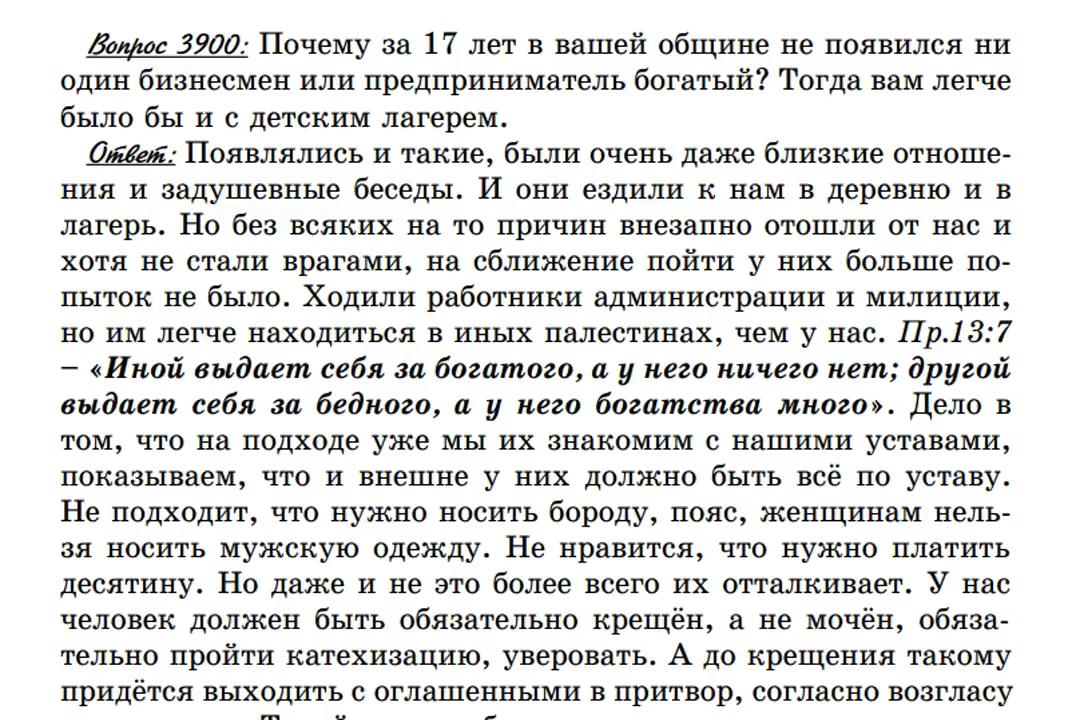 Вопрос 3900: Почему за 17 лет в вашей общине не появился ни
один бизнесмен или предприниматель богатый? Тогда вам легче
было бы и с детским лагерем.
Ответ: Появлялись и такие, были очень даже близкие отноше-
ния и задушевные беседы. И они ездили к нам в деревню и в
лагерь. Но без всяких на то причин внезапно отошли от нас и
хотя не стали врагами, на сближение пойти у них больше по-
пыток не было. Ходили работники администрации и милиции,
но им легче находиться в иных палестинах, чем у нас. Пр.13:7
– «Иной выдает себя за богатого, а у него ничего нет; другой
выдает себя за бедного, а у него богатства много». Дело в
том, что на подходе уже мы их знакомим с нашими уставами,
показываем, что и внешне у них должно быть всё по уставу.
Не подходит, что нужно носить бороду, пояс, женщинам нель-
зя носить мужскую одежду. Не нравится, что нужно платить
десятину. Но даже и не это более всего их отталкивает. У нас
человек должен быть обязательно крещён, а не мочён, обяза-
тельно пройти катехизацию, уверовать. А до крещения такому
придётся выходить с оглашенными в притвор, согласно возгласу